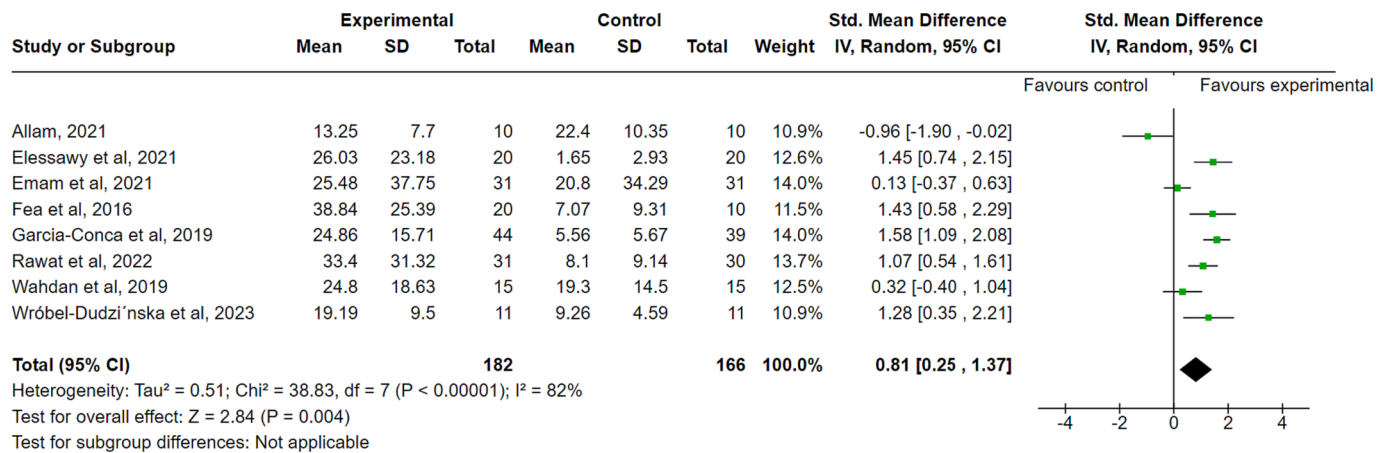 Experimental Control Std. Mean Difference Std. Mean Difference
Study or Subgroup Mean SD Total Mean SD Total Weight IV, Random, 95% CI IV, Random, 95% CI
Favours control Favours experimental
Allam, 2021 13.25 7.7 10 22.4 10.35 10 10.9% -0.96 [-1.90 , -0.02]
Elessawy et al, 2021 26.03 23.18 20 1.65 2.93 20 12.6% 1.45 [0.74 , 2.15]
Emam et al, 2021 25.48 37.75 31 20.8 34.29 31 14.0% 0.13 [-0.37 , 0.63]
Fea et al, 2016 38.84 25.39 20 7.07 9.31 10 11.5% 1.43 [0.58 , 2.29]
Garcia-Conca et al, 2019 24.86 15.71 44 5.56 5.67 39 14.0% 1.58 [1.09 , 2.08]
Rawat et al, 2022 33.4 31.32 31 8.1 9.14 30 13.7% 1.07 [0.54 , 1.61]
Wahdan et al, 2019 24.8 18.63 15 19.3 14.5 15 12.5% 0.32 [-0.40 , 1.04]
Wróbel-Dudzi´nska et al, 2023 19.19 9.5 11 9.26 4.59 11 10.9% 1.28 [0.35 , 2.21]
Total (95% CI) 182 166 100.0% 0.81 [0.25 , 1.37]
Heterogeneity: Tau² = 0.51; Chi² = 38.83, df = 7 (P < 0.00001); I² = 82%
Test for overall effect: Z = 2.84 (P = 0.004)
-4 -2 0 2 4
Test for subgroup differences: Not applicable